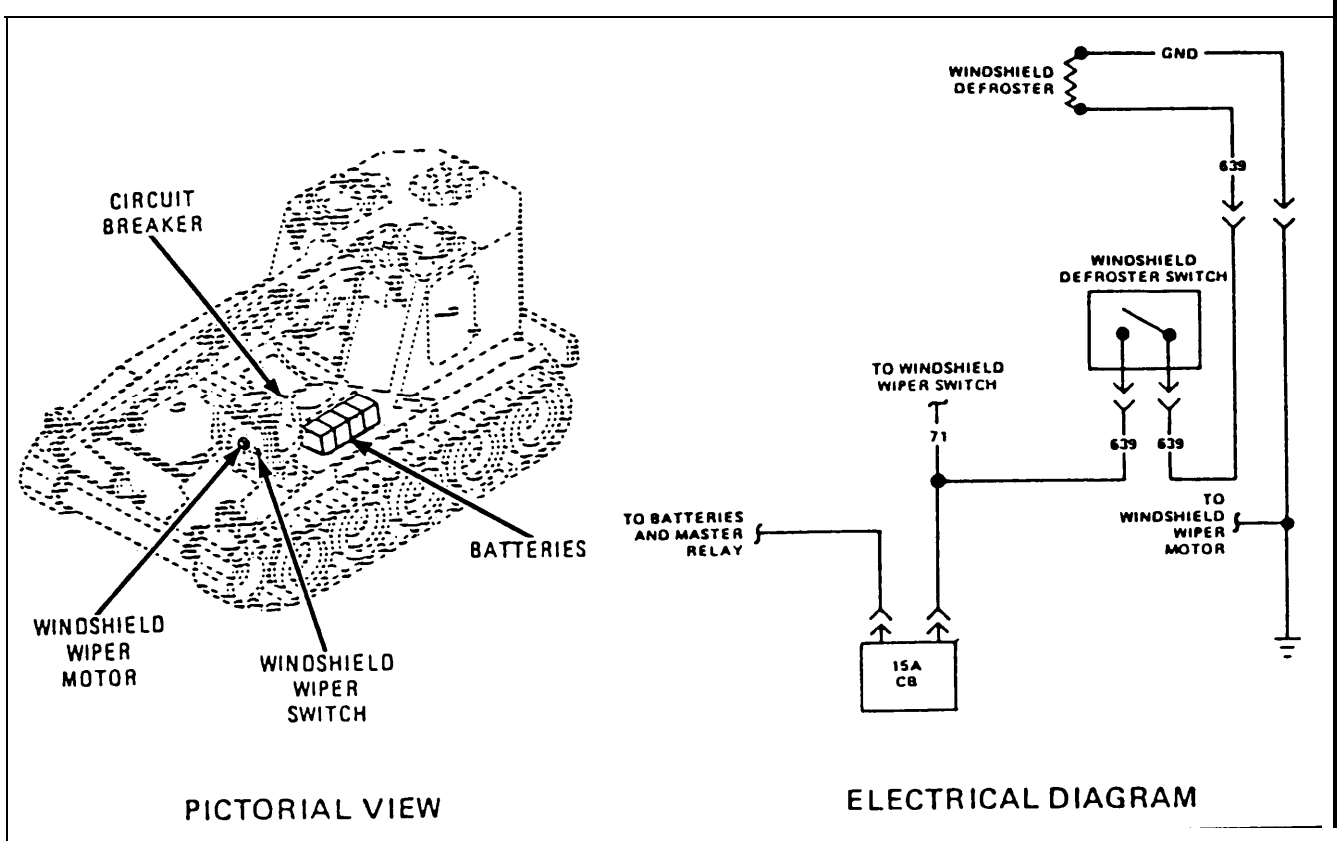 CIRCUIT
BREAKER
BATTERIES
WINDSHIELD
WIPER
MOTOR
WINDSHIELD
WIPER
SWITCH
PICTORIAL VIEW
GND
WINDSHIELD
DEFROSTER
639
WINDSHIELD
DEFROSTER SWITCH
TO WINDSHIELD
WIPER SWITCH
71
639
639
TO BATTERIES
AND MASTER
RELAY
TO
WINDSHIELD
WIPER
MOTOR
15A
CB
ELECTRICAL DIAGRAM